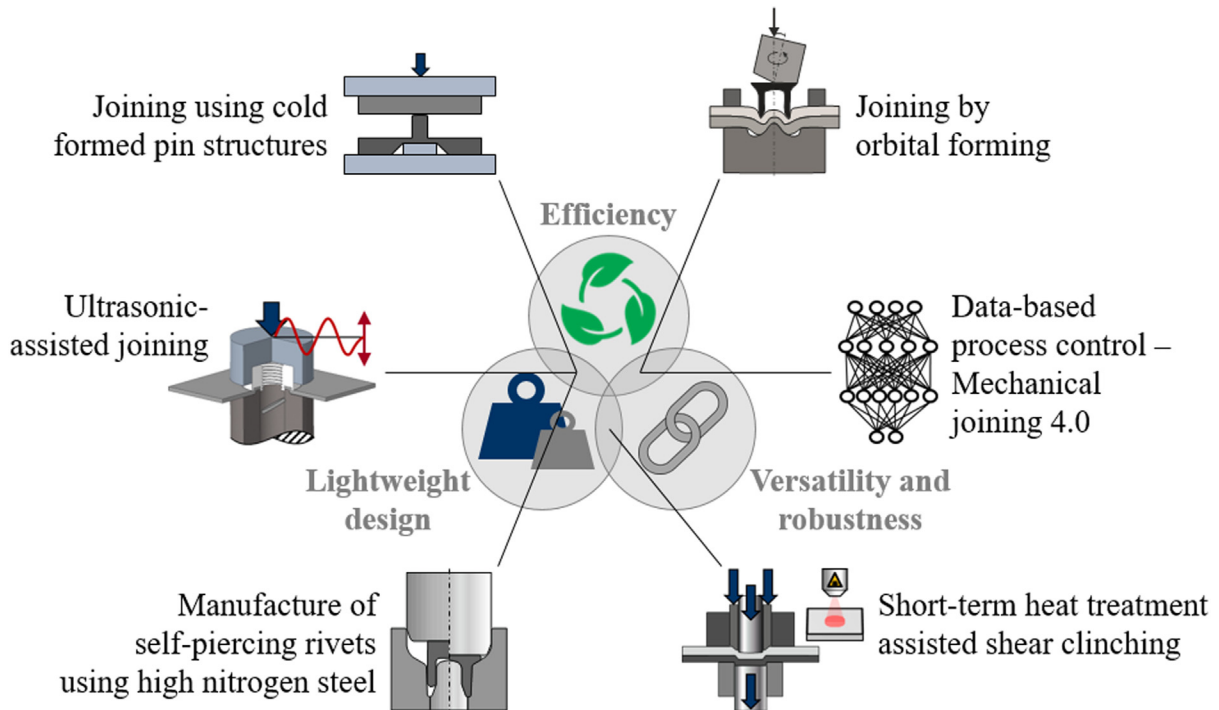 Joining using cold
formed pin structures
Joining by
orbital forming
Efficiency
Ultrasonic-
assisted joining
Data-based
process control –
Mechanical
joining 4.0
Lightweight
design
Versatility and
robustness
Manufacture of
self-piercing rivets
using high nitrogen steel
Short-term heat treatment
assisted shear clinching